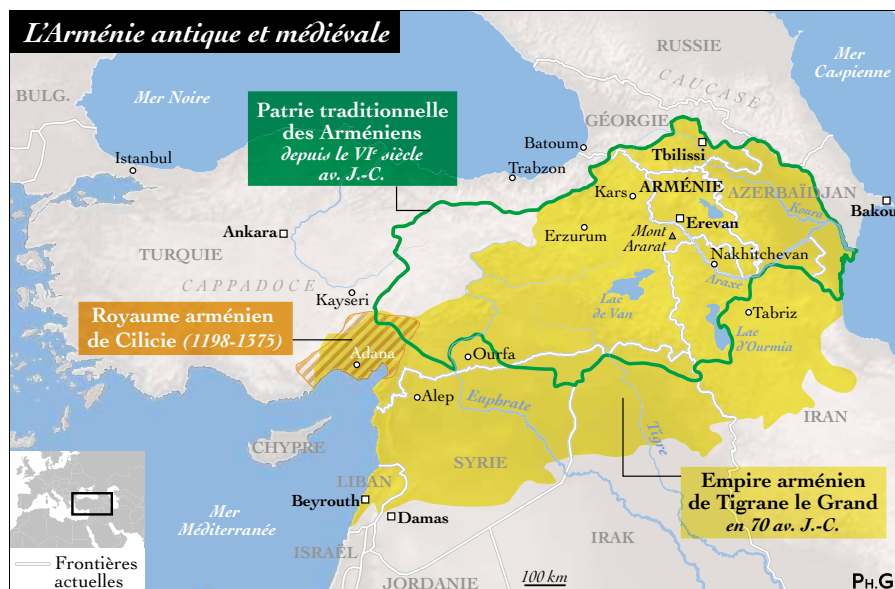 L'Arménie antique et médiévale
RUSSIE
Mer
Caspienne
CAUCASE
BULG.
Mer Noire
Patrie traditionnelle
des Arméniens
depuis le VIe siècle
av. J.-C.
GÉORGIE
Batoum
Tbilissi
Istanbul
Trabzon
Kars
ARMÉNIE
AZERBAÏDJAN
Koura
Bakou
Ankara
Erzurum
Erevan
Mont
Ararat
TURQUIE
Nakhitchevan
CAPPADOCE
Araxe
Kayseri
Lac
de Van
Tabriz
Royaume arménien
de Cilicie (1198-1375)
Lac
d'Ourmia
Adana
Ourfa
Alep
Euphrate
Tigre
IRAN
CHYPRE
SYRIE
LIBAN
Empire arménien
de Tigrane le Grand
en 70 av. J.-C.
Beyrouth
Mer
Méditerranée
Damas
IRAK
ISRAËL
Frontières
actuelles
JORDANIE
100 km
PH.G